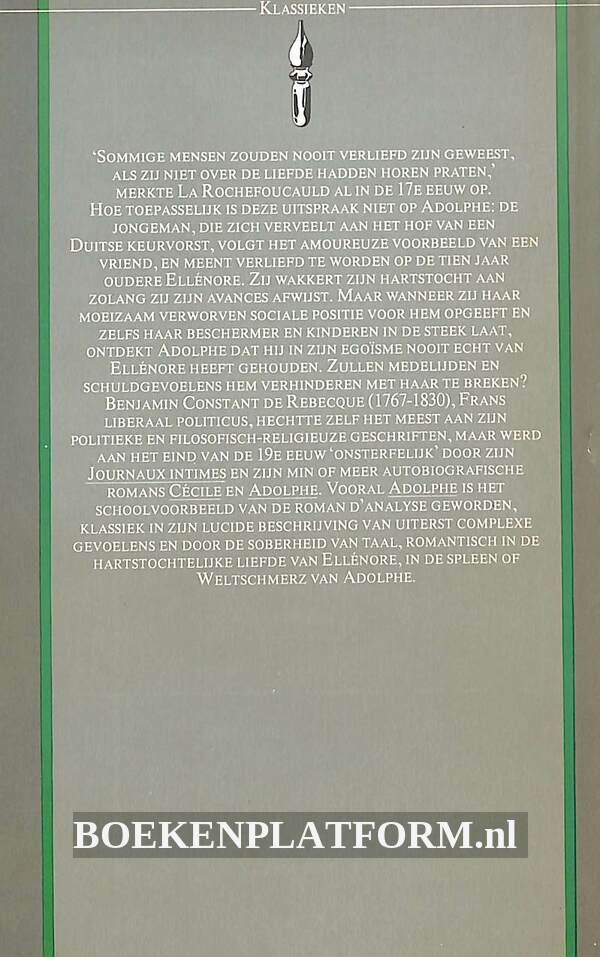 KLASSIEKEN
‘SOMMIGE MENSEN ZOUDEN NOOIT VERLIEFD ZIJN GEWEEST,
ALS ZIJ NIET OVER DE LIEFDE HADDEN HOREN PRATEN,’
MERKTE LA ROCHEFOUCAULD AL IN DE 17E EEUW OP.
HOE TOEPASSELIJK IS DEZE UITSPRAAK NIET OP ADOLPHE: DE
JONGEMAN, DIE ZICH VERVEELT AAN HET HOF VAN EEN
DUITSE KEURVORST, VOLGT HET AMOUREUZE VOORBEELD VAN EEN
VRIEND, EN MEENT VERLIEFD TE WORDEN OP DE TIEN JAAR
OUDERE ELLÉNORE. ZIJ WAKKERT ZIJN HARTSTOCHT AAN
ZOLANG ZIJ ZIJN AVANCES AFWIJST. MAAR WANNEER ZIJ HAAR
MOEIZAAM VERWORVEN SOCIALE POSITIE VOOR HEM OPGEEFT EN
ZELFS HAAR BESCHERMER EN KINDEREN IN DE STEEK LAAT,
ONTDEKT ADOLPHE DAT HIJ IN ZIJN EGOÏSME NOOIT ECHT VAN
ELLÉNORE HEEFT GEHOUDEN. ZULLEN MEDELIJDEN EN
SCHULDGEVOELENS HEM VERHINDEREN MET HAAR TE BREKEN?
BENJAMIN CONSTANT DE REBECQUE (1767-1830), FRANS
LIBERAAL POLITICUS, HECHTTE ZELF HET MEEST AAN ZIJN
POLITIEKE EN FILOSOFISCH-RELIGIEUZE GESCHRIFTEN, MAAR WERD
AAN HET EIND VAN DE 19E EEUW ‘ONSTERFELIJK’ DOOR ZIJN
JOURNAUX INTIMES EN ZIJN MIN OF MEER AUTOBIOGRAFISCHE
ROMANS CÉCILE EN ADOLPHE. VOORAL ADOLPHE IS HET
SCHOOLVOORBEELD VAN DE ROMAN D’ANALYSE GEWORDEN,
KLASSIEK IN ZIJN LUCIDE BESCHRIJVING VAN UITERST COMPLEXE
GEVOELENS EN DOOR DE SOBERHEID VAN TAAL, ROMANTISCH IN DE
HARTSTOCHTELIJKE LIEFDE VAN ELLÉNORE, IN DE SPLEEN OF
WELTSCHMERZ VAN ADOLPHE.
BOEKENPLATFORM.nl